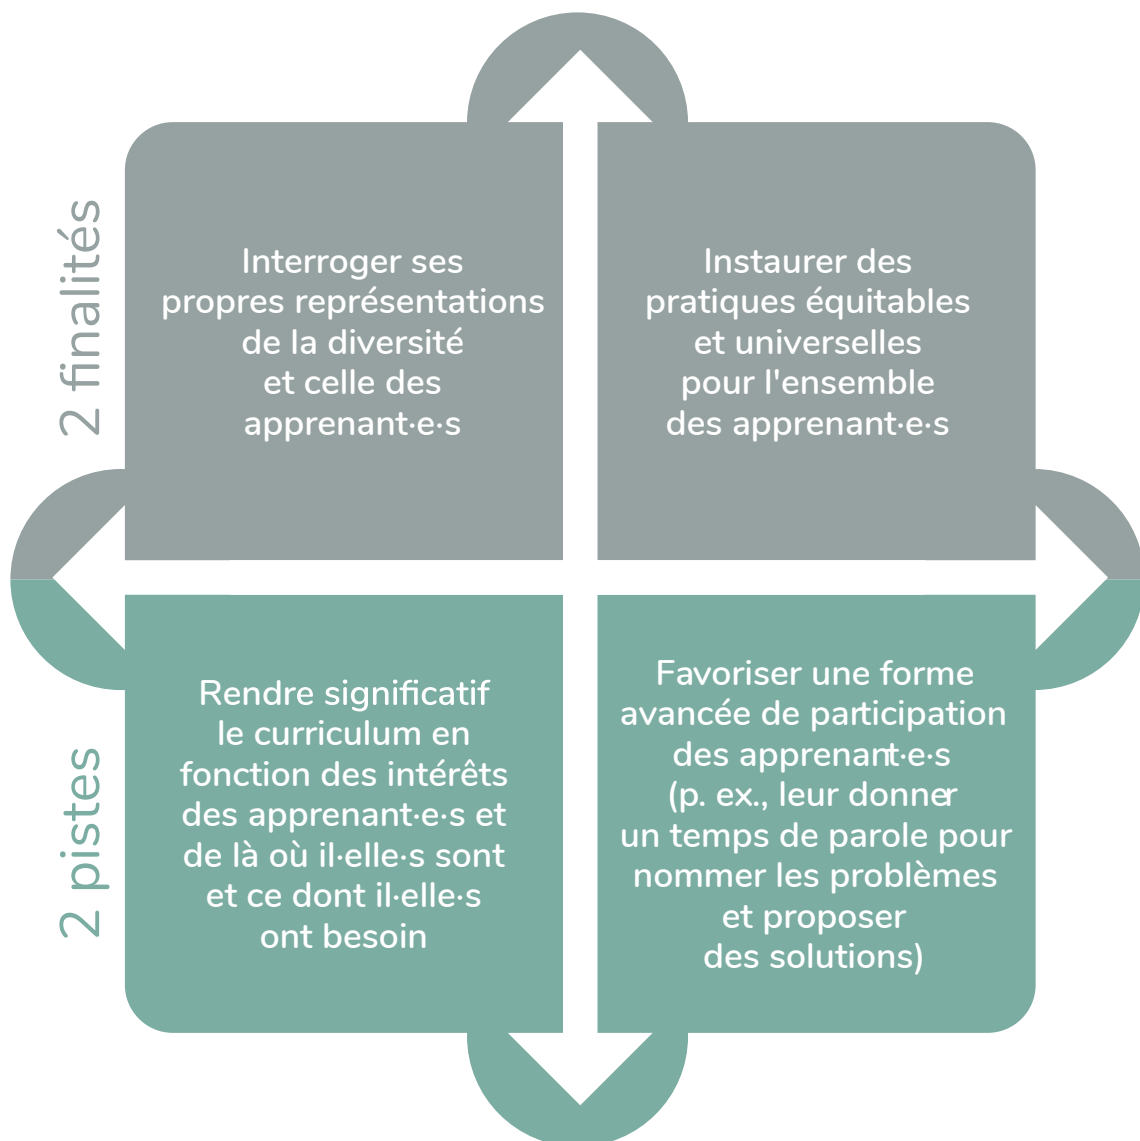 2 finalités
Interroger ses
propres représentations
de la diversité
et celle des
apprenant·e·s
Instaurer des
pratiques équitables
et universelles
pour l'ensemble
des apprenant·e·s
2 pistes
Rendre significatif
le curriculum en
fonction des intérêts
des apprenant·e·s et
de là où il·elle·s sont
et ce dont il·elle·s
ont besoin
Favoriser une forme
avancée de participation
des apprenant·e·s
(p. ex., leur donner
un temps de parole pour
nommer les problèmes
et proposer
des solutions)